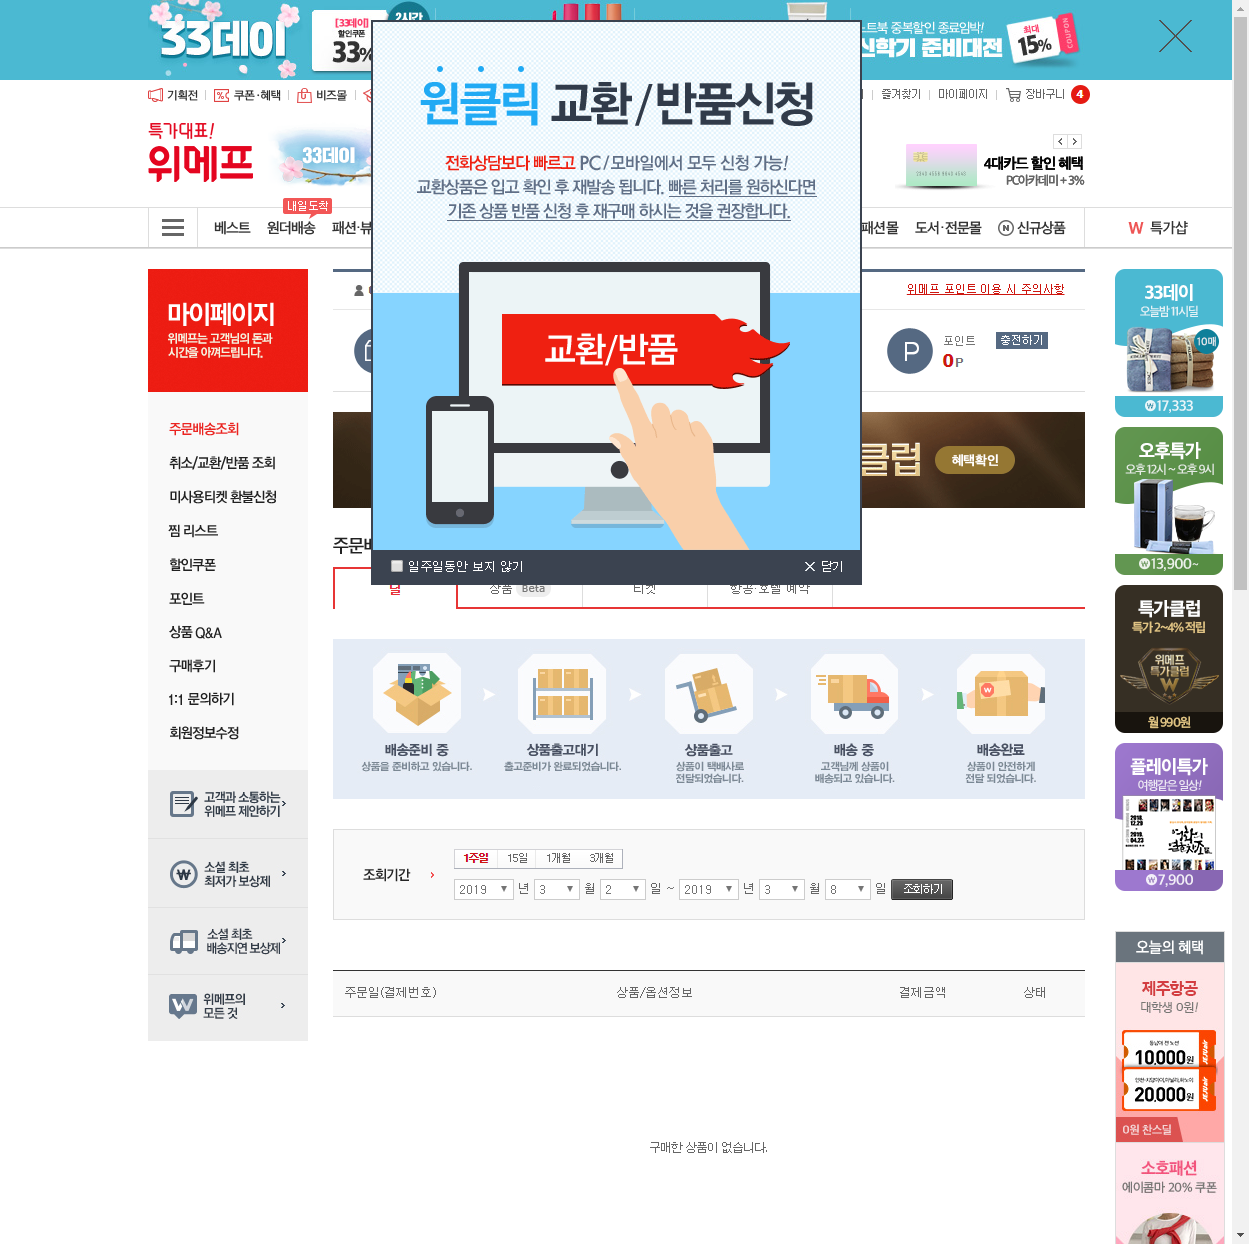 33데이
[33데이]
할인쿠폰
33%
2시간
트북 중복할인 종료임박!
신학기 준비대전
최대
15%
COUPON
기획전
쿠폰·혜택
비즈몰
즐겨찾기
마이페이지
장바구니
4
특가대표!
위메프
33데이
4대카드 할인 혜택
PC아카데미 + 3%
내일도착
베스트
원더배송
패션·뷰
패션몰
도서·전문몰
N 신규상품
W 특가샵
원클릭 교환/반품신청
전화상담보다 빠르고 PC/모바일에서 모두 신청 가능!
교환상품은 입고 확인 후 재발송 됩니다. 빠른 처리를 원하신다면
기존 상품 반품 신청 후 재구매 하시는 것을 권장합니다.
교환/반품
일주일동안 보지 않기
닫기
마이페이지
위메프는 고객님의 돈과
시간을 아껴드립니다.
주문배송조회
취소/교환/반품 조회
미사용티켓 환불신청
찜 리스트
할인쿠폰
포인트
상품 Q&A
구매후기
1:1 문의하기
회원정보수정
고객과 소통하는
위메프 제안하기
소셜 최초
최저가 보상제
소셜 최초
배송지연 보상제
위메프의
모든 것
위메프 포인트 이용 시 주의사항
P
포인트
충전하기
0P
클럽
혜택확인
주문배
딜
상품 Beta
티켓
항공·호텔 예약
배송준비 중
상품을 준비하고 있습니다.
상품출고대기
출고준비가 완료되었습니다.
상품출고
상품이 택배사로
전달되었습니다.
배송 중
고객님께 상품이
배송되고 있습니다.
배송완료
상품이 안전하게
전달 되었습니다.
조회기간
1주일
15일
1개월
3개월
2019 년 3 월 2 일 ~ 2019 년 3 월 8 일 조회하기
주문일(결제번호)
상품/옵션정보
결제금액
상태
구매한 상품이 없습니다.
33데이
오늘밤 11시딜
10매
₩17,333
오후특가
오후 12시 ~ 오후 9시
₩13,900~
특가클럽
특가 2~4% 적립
위메프
특가클럽
W
월 990원
플레이특가
여행같은 일상!
2018.
12.29
2019.
04.23
₩7,900
오늘의 혜택
제주항공
대학생 0원!
10,000원
20,000원
0원 찬스딜
소호패션
에이콤마 20% 쿠폰